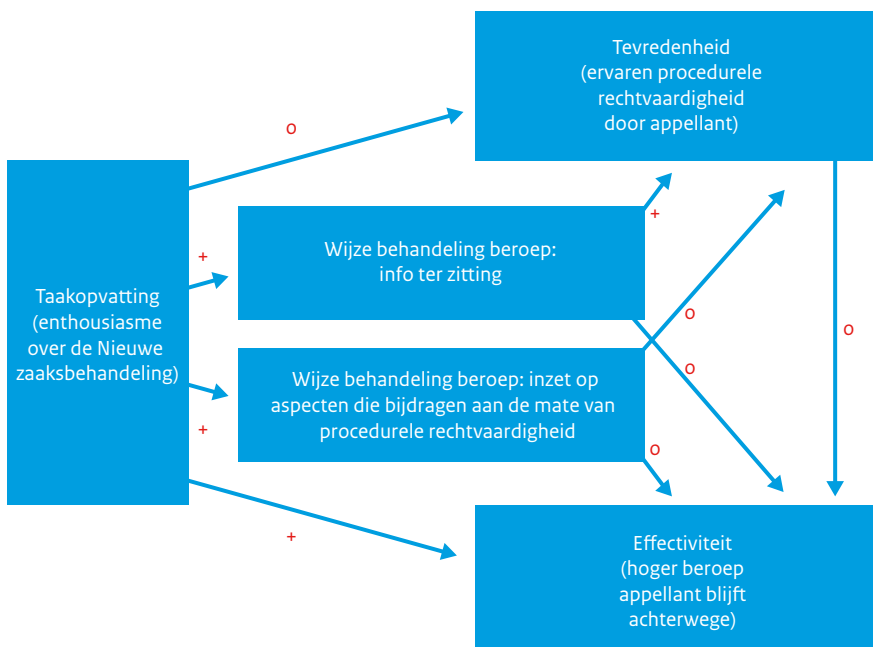 Tevredenheid
(ervaren procedurele
rechtvaardigheid
door appellant)
o
+
Wijze behandeling beroep:
info ter zitting
+
Taakopvatting
(enthousiasme
over de Nieuwe
zaaksbehandeling)
o
o
o
Wijze behandeling beroep: inzet op
aspecten die bijdragen aan de mate van
procedurele rechtvaardigheid
+
o
+
Effectiviteit
(hoger beroep
appellant blijft
achterwege)